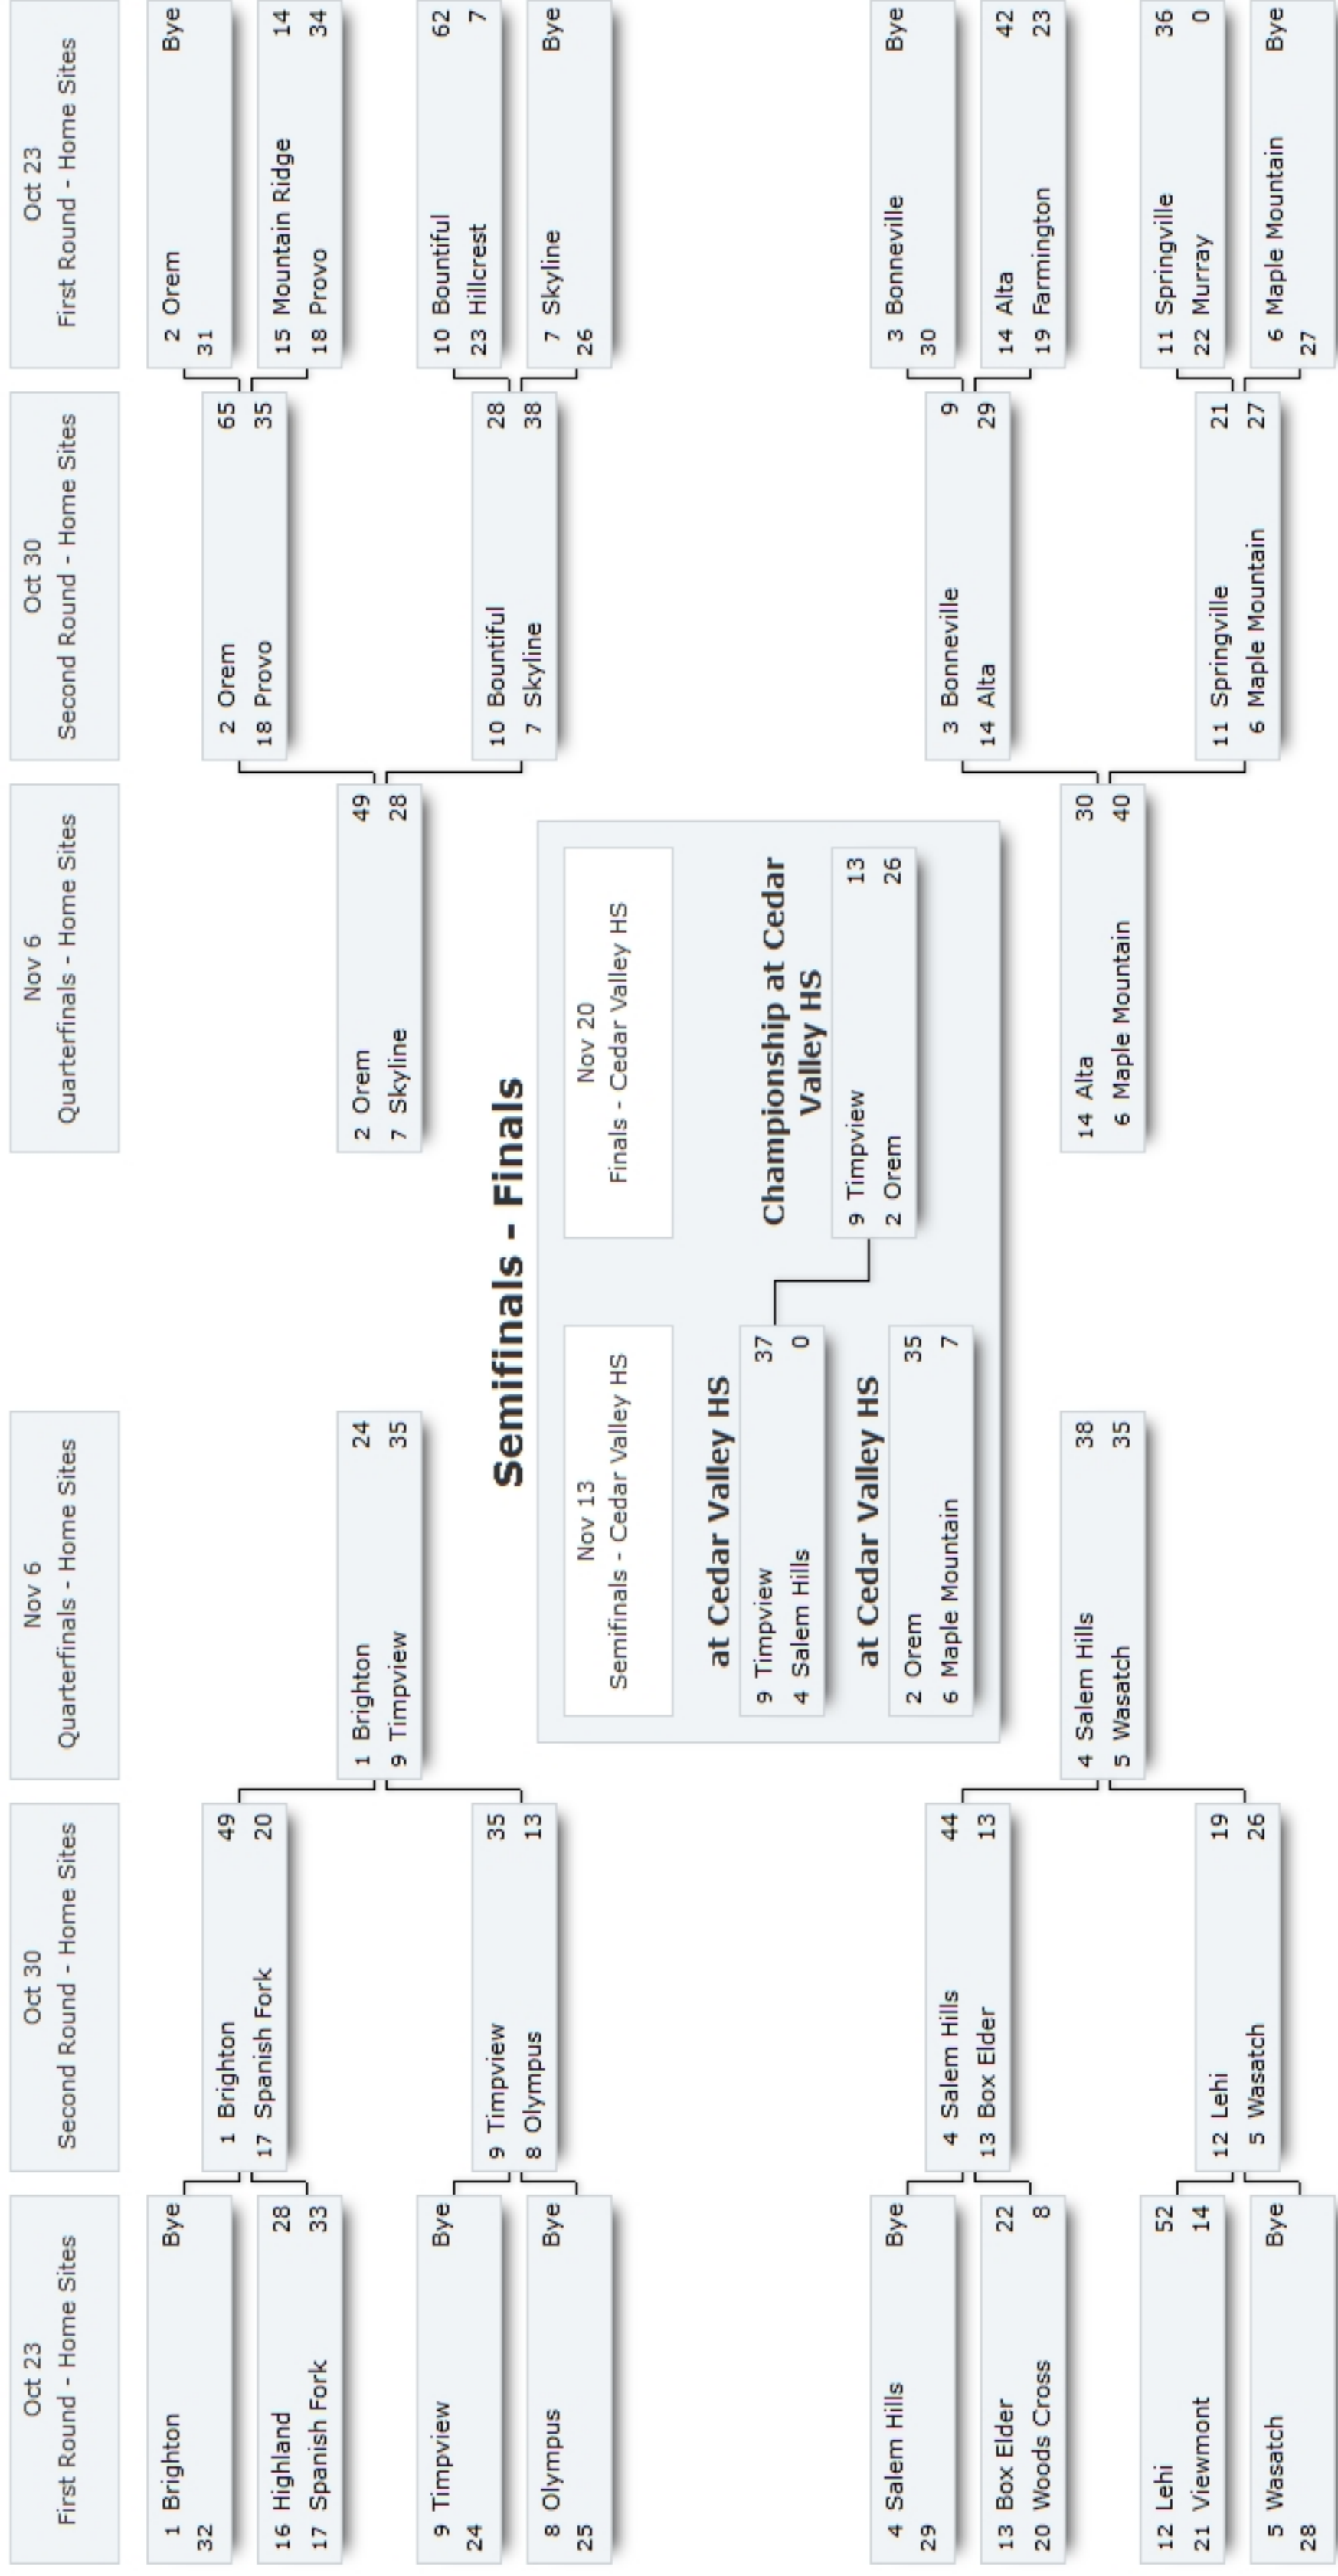 Oct 23
First Round - Home Sites
Oct 30
Second Round - Home Sites
Nov 6
Quarterfinals - Home Sites
Nov 6
Quarterfinals - Home Sites
Oct 30
Second Round - Home Sites
Oct 23
First Round - Home Sites
1 Brighton Bye
32
16 Highland 28
17 Spanish Fork 33
9 Timpview Bye
24
8 Olympus Bye
25
4 Salem Hills Bye
29
13 Box Elder 22
20 Woods Cross 8
12 Lehi 52
21 Viewmont 14
5 Wasatch Bye
28
1 Brighton 49
17 Spanish Fork 20
9 Timpview 35
8 Olympus 13
4 Salem Hills 44
13 Box Elder 13
12 Lehi 19
5 Wasatch 26
1 Brighton 24
9 Timpview 35
4 Salem Hills 38
5 Wasatch 35
Semifinals - Finals
Nov 13
Semifinals - Cedar Valley HS
Nov 20
Finals - Cedar Valley HS
at Cedar Valley HS
9 Timpview 37
4 Salem Hills 0
at Cedar Valley HS
2 Orem 35
6 Maple Mountain 7
Championship at Cedar
Valley HS
9 Timpview 13
2 Orem 26
2 Orem 49
7 Skyline 28
14 Alta 30
6 Maple Mountain 40
2 Orem 65
18 Provo 35
10 Bountiful 28
7 Skyline 38
3 Bonneville 9
14 Alta 29
11 Springville 21
6 Maple Mountain 27
2 Orem Bye
31
15 Mountain Ridge 14
18 Provo 34
10 Bountiful 62
23 Hillcrest 7
7 Skyline Bye
26
3 Bonneville Bye
30
14 Alta 42
19 Farmington 23
11 Springville 36
22 Murray 0
6 Maple Mountain Bye
27